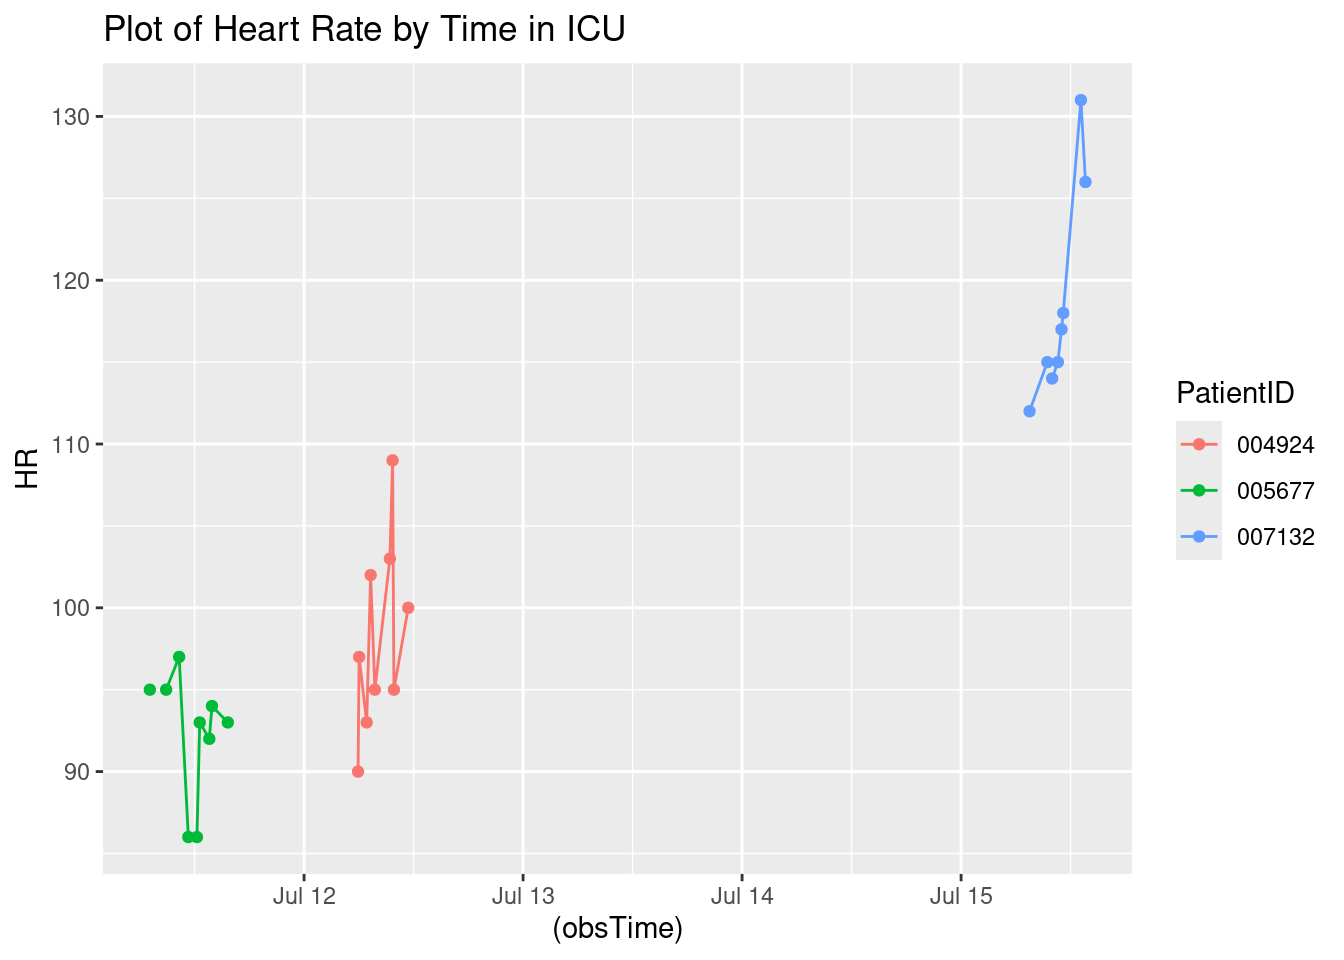 Plot of Heart Rate by Time in ICU
130
120
110
100
90
HR
Jul 12
Jul 13
Jul 14
Jul 15
(obsTime)
PatientID
004924
005677
007132